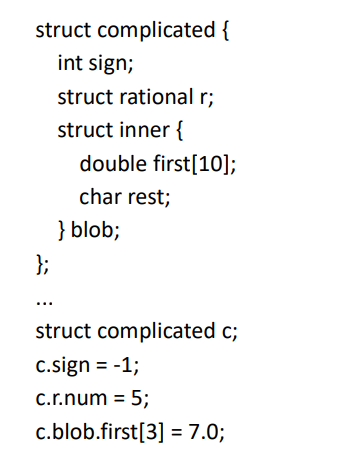 struct complicated {
int sign;
struct rational r;
struct inner {
double first[10];
char rest;
} blob;
};
...
struct complicated c;
c.sign = -1;
c.r.num = 5;
c.blob.first[3] = 7.0;